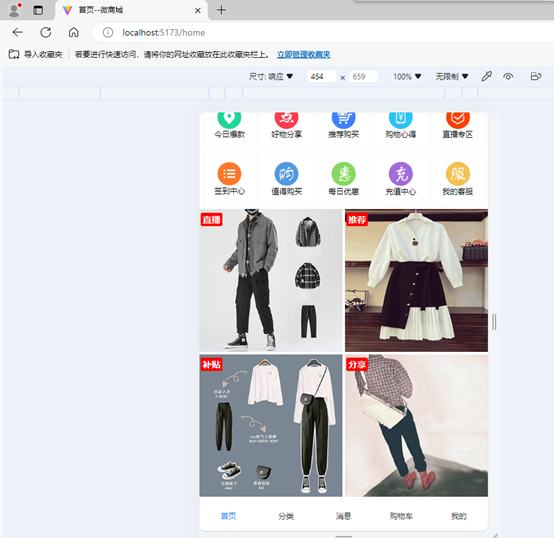 首页--微商城
localhost:5173/home
导入收藏夹 若要进行快速访问，请将你的网址收藏放在此收藏夹栏上。 立即管理收藏夹
尺寸: 响应 454 x 659 100% 无限制
今日爆款 好物分享 推荐购买 购物心得 直播专区
购 惠 充 服
签到中心 值得购买 每日优惠 充值中心 我的客服
直播 推荐
补贴 分享
首页 分类 消息 购物车 我的